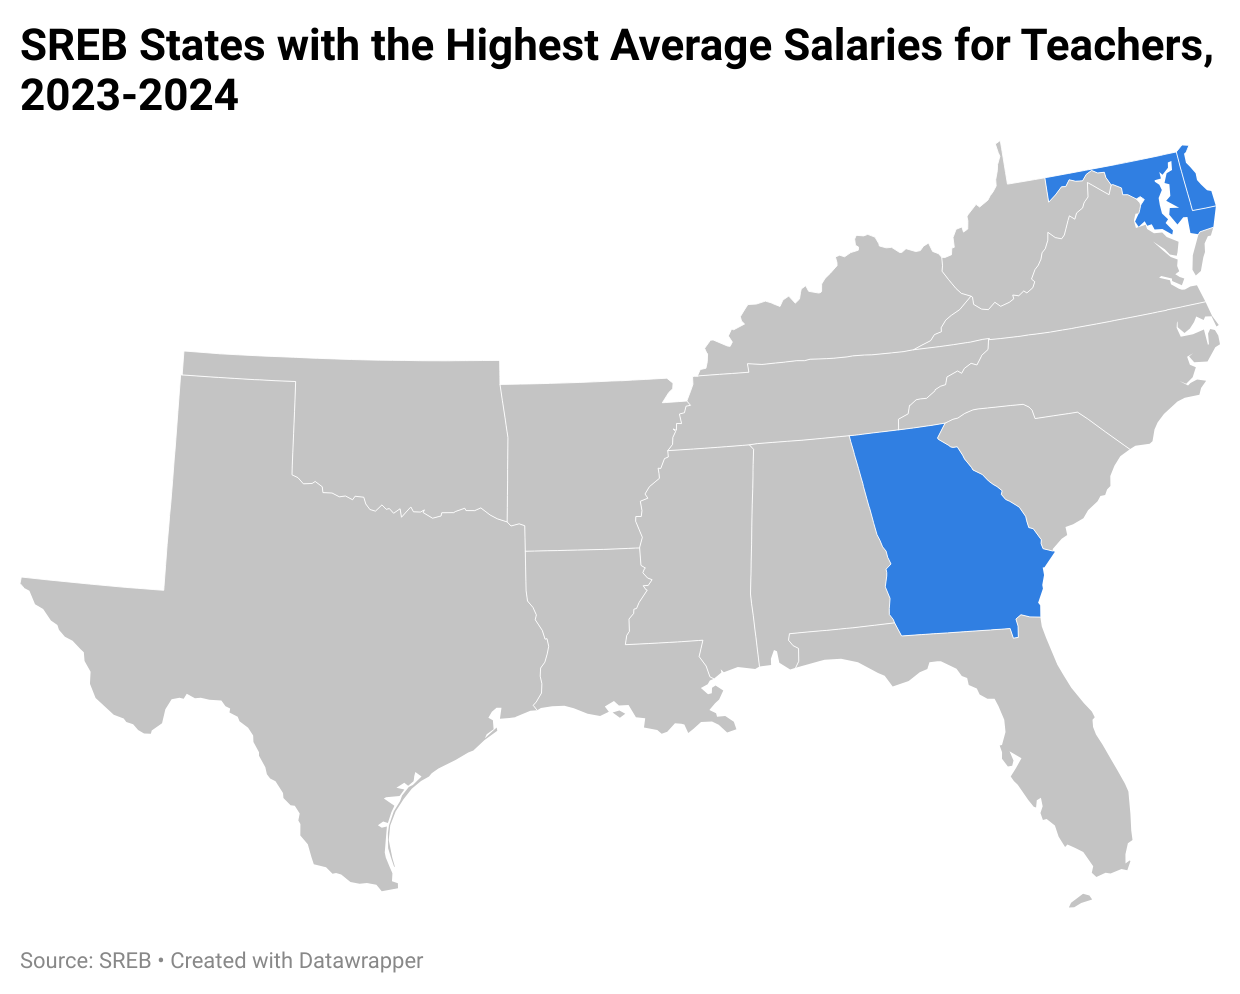 SREB States with the Highest Average Salaries for Teachers,
2023-2024
Source: SREB • Created with Datawrapper